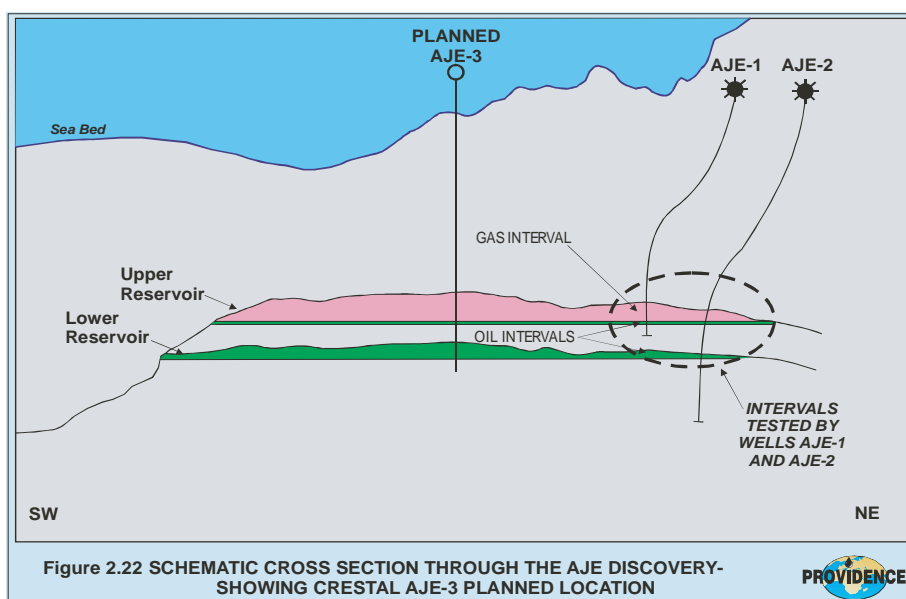 PLANNED
AJE-3
AJE-1
AJE-2
Sea Bed
GAS INTERVAL
Upper
Reservoir
Lower
Reservoir
OIL INTERVALS
INTERVALS
TESTED BY
WELLS AJE-1
AND AJE-2
SW
NE
Figure 2.22 SCHEMATIC CROSS SECTION THROUGH THE AJE DISCOVERY-
SHOWING CRESTAL AJE-3 PLANNED LOCATION
PROVIDENCE